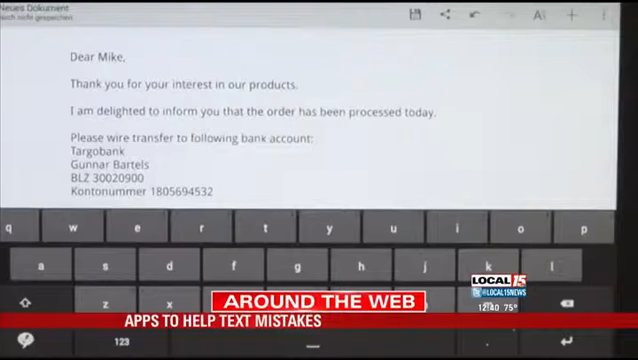 Neues Dokument
Noch nicht gespeichert
Dear Mike,
Thank you for your interest in our products.
I am delighted to inform you that the order has been processed today.
Please wire transfer to following bank account:
Targobank
Gunnar Bartels
BLZ 30020900
Kontonummer 1805694532
q w e r t y u i o p
a s d f g h j k l
z x
123
LOCAL 15
@LOCAL15NEWS
12:40 75°
AROUND THE WEB
APPS TO HELP TEXT MISTAKES